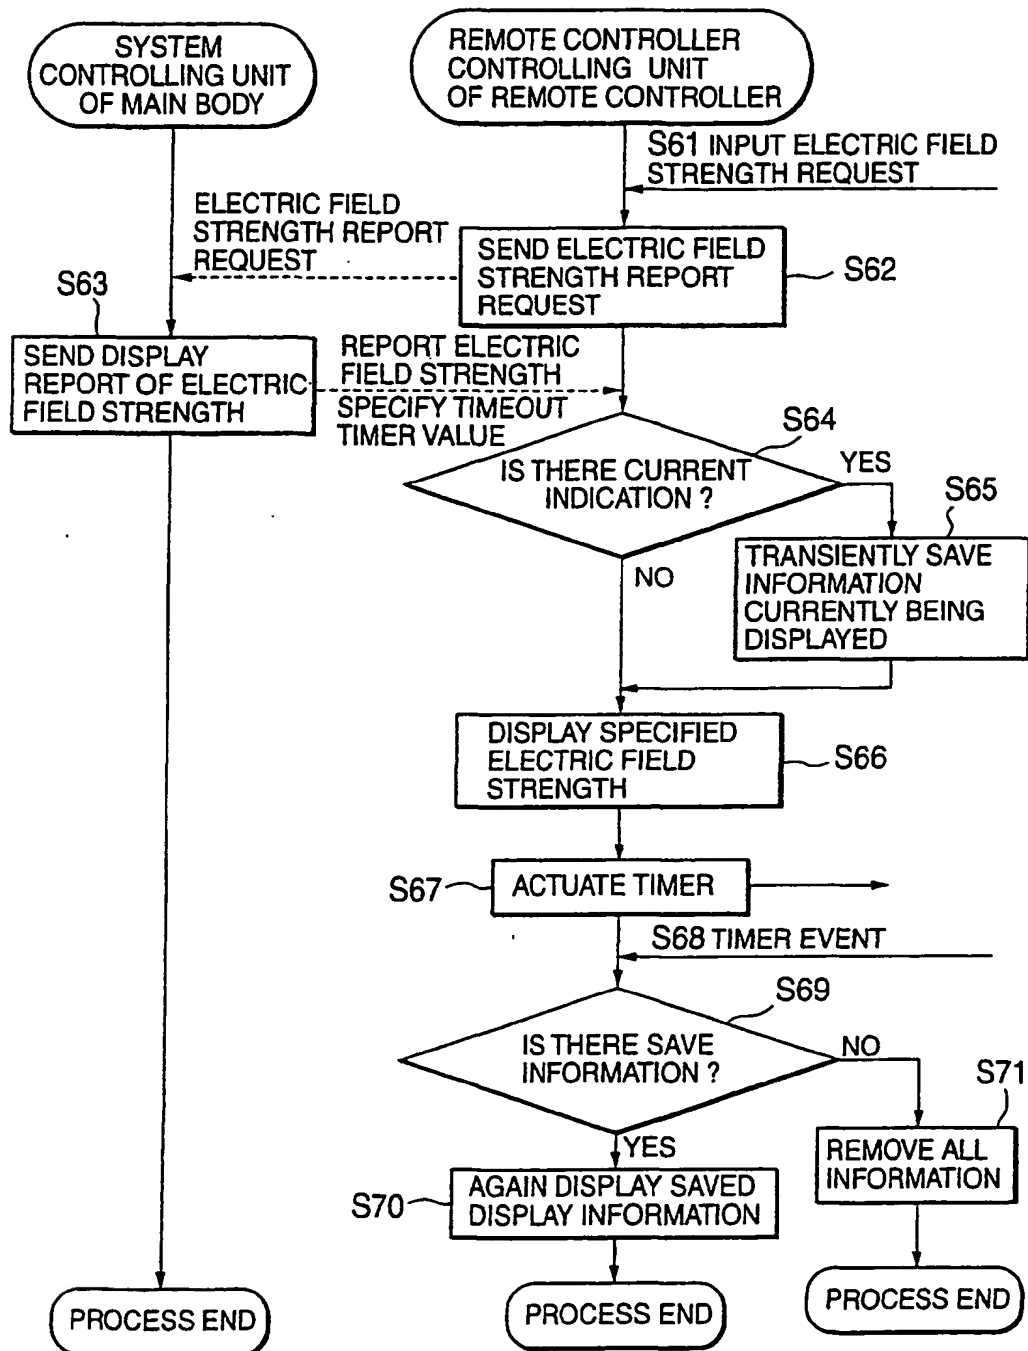 SYSTEM
CONTROLLING UNIT
OF MAIN BODY
REMOTE CONTROLLER
CONTROLLING UNIT
OF REMOTE CONTROLLER
S61 INPUT ELECTRIC FIELD
STRENGTH REQUEST
ELECTRIC FIELD
STRENGTH REPORT
REQUEST
SEND ELECTRIC FIELD
STRENGTH REPORT
REQUEST
S62
S63
SEND DISPLAY
REPORT OF ELECTRIC
FIELD STRENGTH
REPORT ELECTRIC
FIELD STRENGTH
SPECIFY TIMEOUT
TIMER VALUE
S64
IS THERE CURRENT
INDICATION ?
YES
NO
S65
TRANSIENTLY SAVE
INFORMATION
CURRENTLY BEING
DISPLAYED
DISPLAY SPECIFIED
ELECTRIC FIELD
STRENGTH
S66
S67
ACTUATE TIMER
S68 TIMER EVENT
S69
IS THERE SAVE
INFORMATION ?
NO
YES
S71
REMOVE ALL
INFORMATION
S70
AGAIN DISPLAY SAVED
DISPLAY INFORMATION
PROCESS END
PROCESS END
PROCESS END